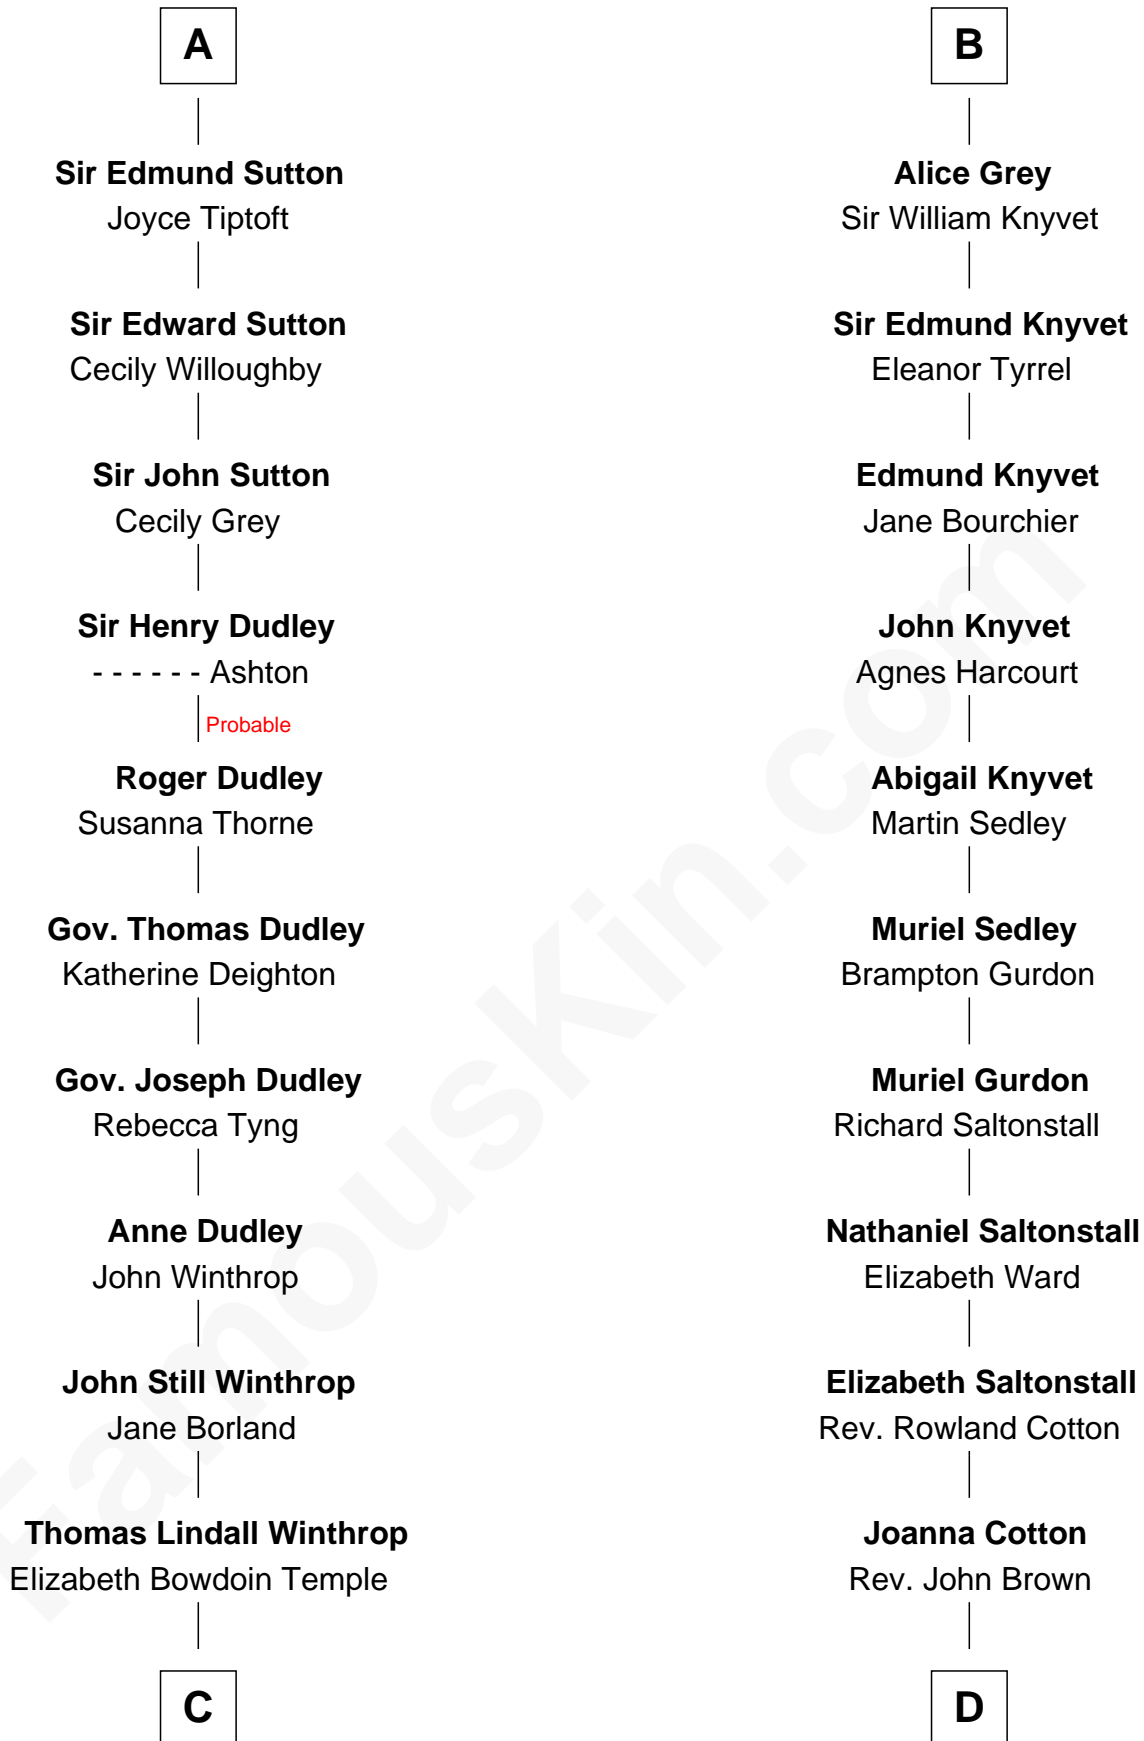 A
Sir Edmund Sutton
Joyce Tiptoft
Sir Edward Sutton
Cecily Willoughby
Sir John Sutton
Cecily Grey
Sir Henry Dudley
- - - - - - Ashton
Probable
Roger Dudley
Susanna Thorne
Gov. Thomas Dudley
Katherine Deighton
Gov. Joseph Dudley
Rebecca Tyng
Anne Dudley
John Winthrop
John Still Winthrop
Jane Borland
Thomas Lindall Winthrop
Elizabeth Bowdoin Temple
C
B
Alice Grey
Sir William Knyvet
Sir Edmund Knyvet
Eleanor Tyrrel
Edmund Knyvet
Jane Bourchier
John Knyvet
Agnes Harcourt
Abigail Knyvet
Martin Sedley
Muriel Sedley
Brampton Gurdon
Muriel Gurdon
Richard Saltonstall
Nathaniel Saltonstall
Elizabeth Ward
Elizabeth Saltonstall
Rev. Rowland Cotton
Joanna Cotton
Rev. John Brown
D
FamousKin.com